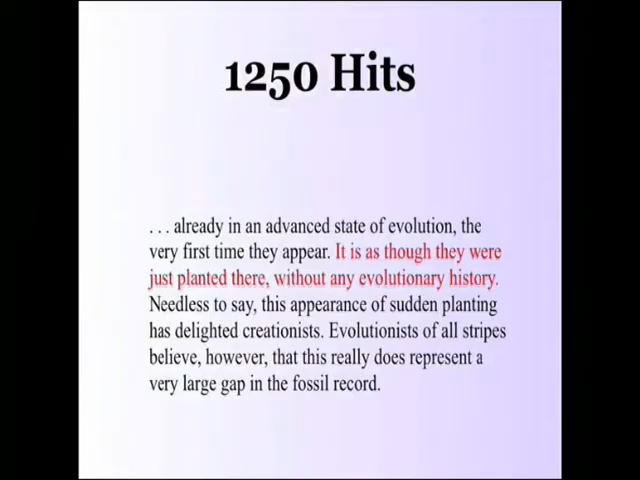 1250 Hits
. . . already in an advanced state of evolution, the
very first time they appear. It is as though they were
just planted there, without any evolutionary history.
Needless to say, this appearance of sudden planting
has delighted creationists. Evolutionists of all stripes
believe, however, that this really does represent a
very large gap in the fossil record.